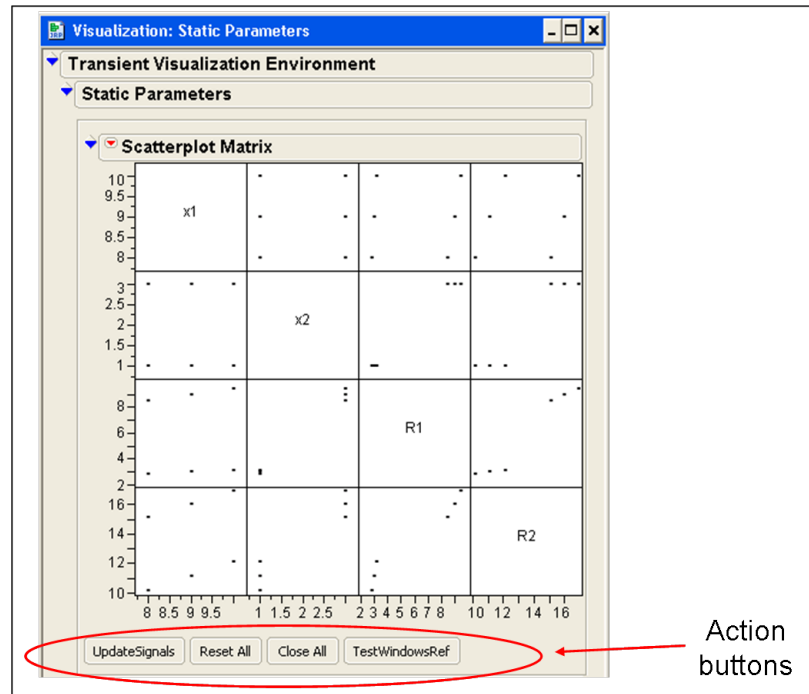 Visualization: Static Parameters
Transient Visualization Environment
Static Parameters
Scatterplot Matrix
10
9.5
9
8.5
8
x1
3
2.5
2
1.5
1
x2
8
6
4
2
R1
16
14
12
10
R2
8 8.5 9 9.5 1 1.5 2 2.5 2 3 4 5 6 7 8 10 12 14 16
UpdateSignals Reset All Close All TestWindowsRef
Action
buttons